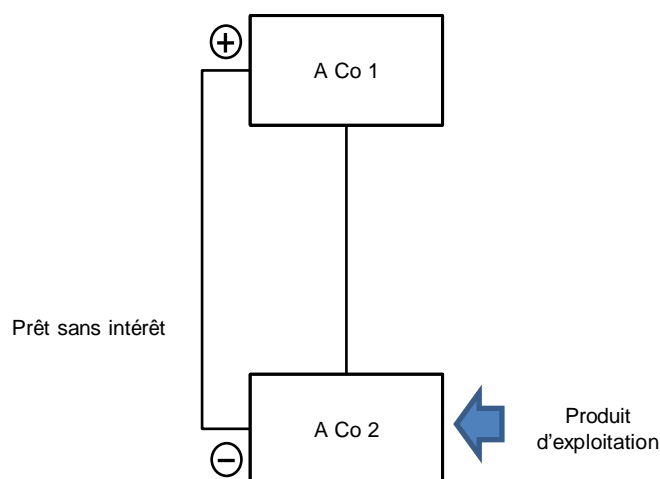 +
A Co 1
Prêt sans intérêt
A Co 2
Produit
d’exploitation
−